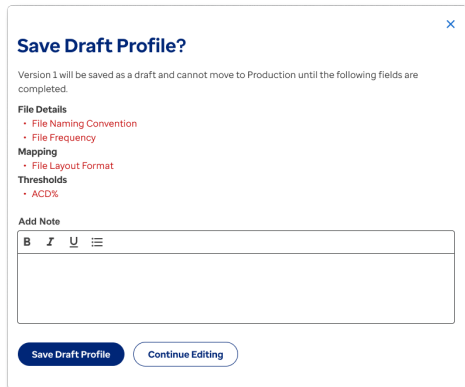 Save Draft Profile?
Version 1 will be saved as a draft and cannot move to Production until the following fields are
completed.
File Details
• File Naming Convention
• File Frequency
Mapping
• File Layout Format
Thresholds
• ACD%
Add Note
B I U
Save Draft Profile Continue Editing